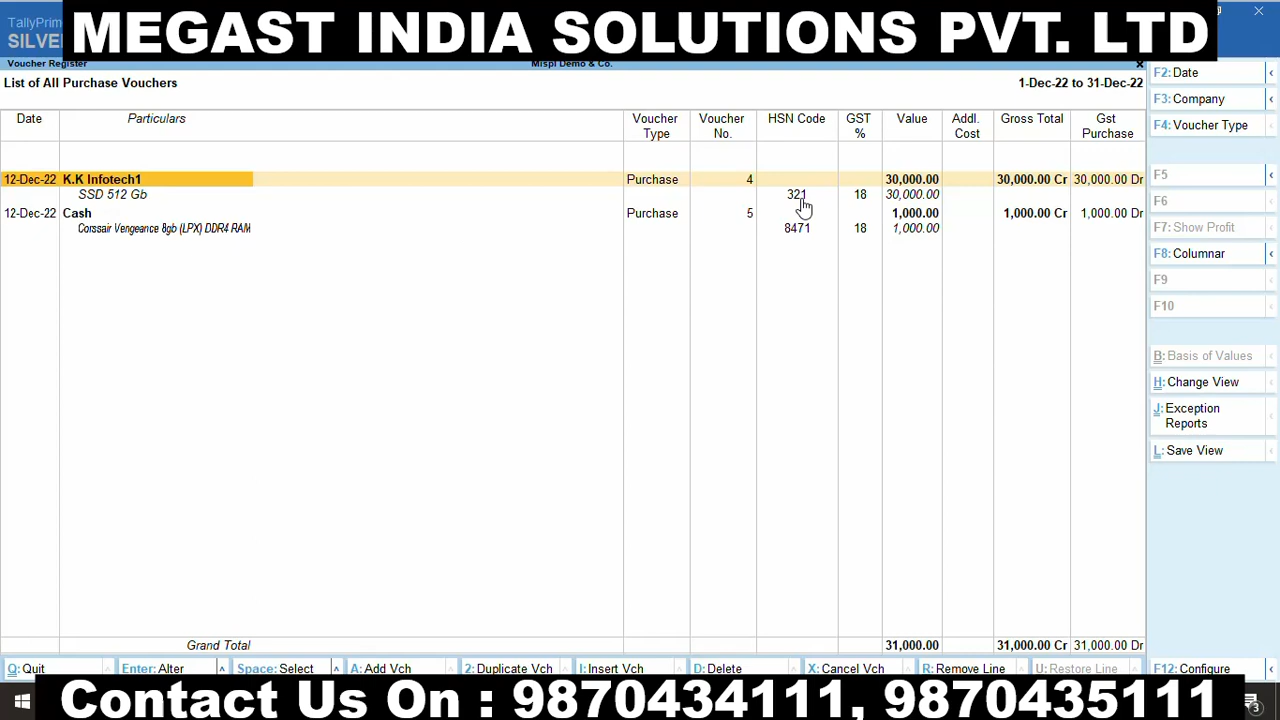 MEGAST INDIA SOLUTIONS PVT. LTD
TallyPrim
SILVE
Voucher Register Mispl Demo & Co.
List of All Purchase Vouchers 1-Dec-22 to 31-Dec-22
Date Particulars Voucher Type Voucher No. HSN Code GST % Value Addl. Cost Gross Total Gst Purchase
12-Dec-22 K.K Infotech1 Purchase 4 30,000.00 30,000.00 Cr 30,000.00 Dr
SSD 512 Gb 321 18 30,000.00
12-Dec-22 Cash Purchase 5 1,000.00 1,000.00 Cr 1,000.00 Dr
Corssair Vengeance 8gb (LPX) DDR4 RAM 8471 18 1,000.00
Grand Total 31,000.00 31,000.00 Cr 31,000.00 Dr
F2: Date
F3: Company
F4: Voucher Type
F5
F6
F7: Show Profit
F8: Columnar
F9
F10
B: Basis of Values
H: Change View
J: Exception
Reports
L: Save View
Q: Quit Enter: Alter Space: Select A: Add Vch 2: Duplicate Vch I: Insert Vch D: Delete X: Cancel Vch R: Remove Line U: Restore Line F12: Configure
Contact Us On : 9870434111, 9870435111
3